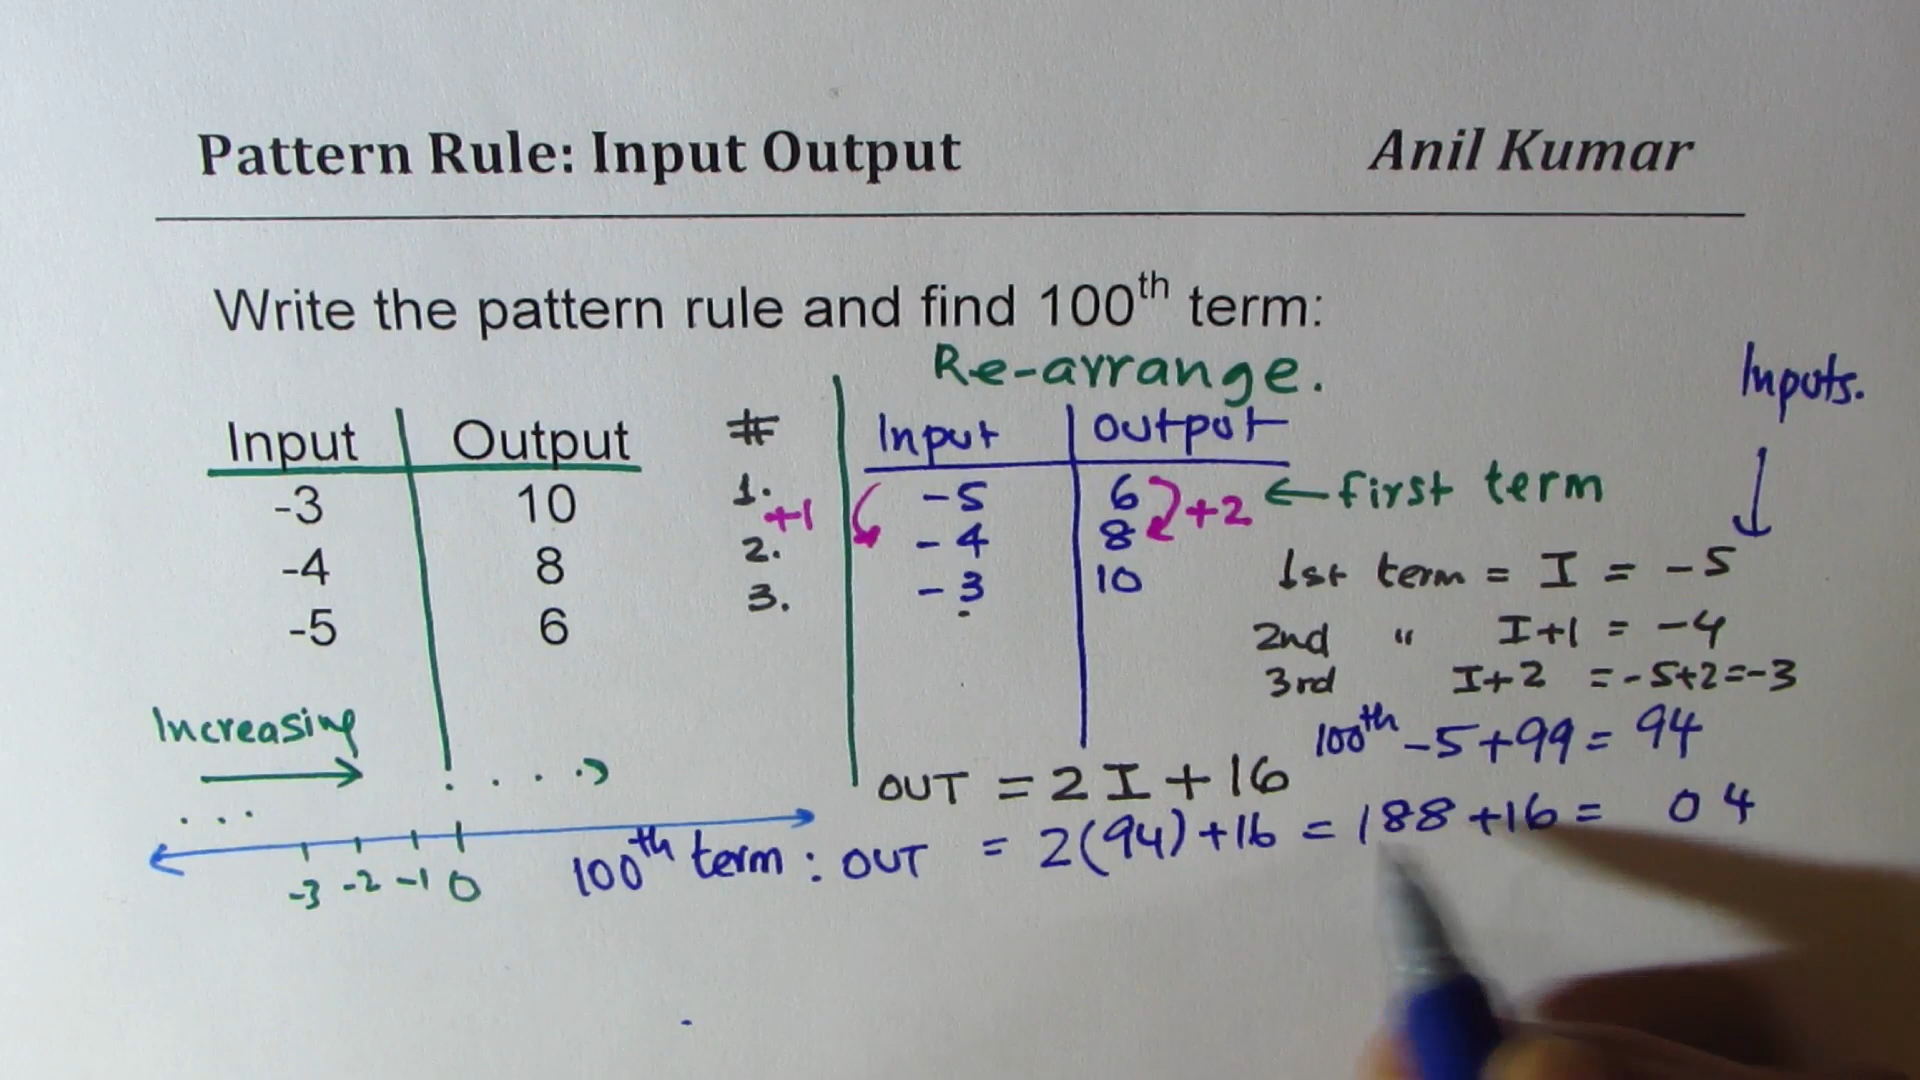 Pattern Rule: Input Output Anil Kumar
Write the pattern rule and find 100th term:
Re-arrange.
Inputs.
Input Output # Input Output
-3 10 1. -5 6 +2 ← First term
+1
-4 8 2. -4 8
-5 6 3. -3 10
1st term = I = -5
2nd " I+1 = -4
3rd I+2 = -5+2=-3
100th -5+99 = 94
Increasing
OUT = 2I+16
100th term : OUT = 2(94)+16 = 188+16 = 04
-3 -2 -1 0